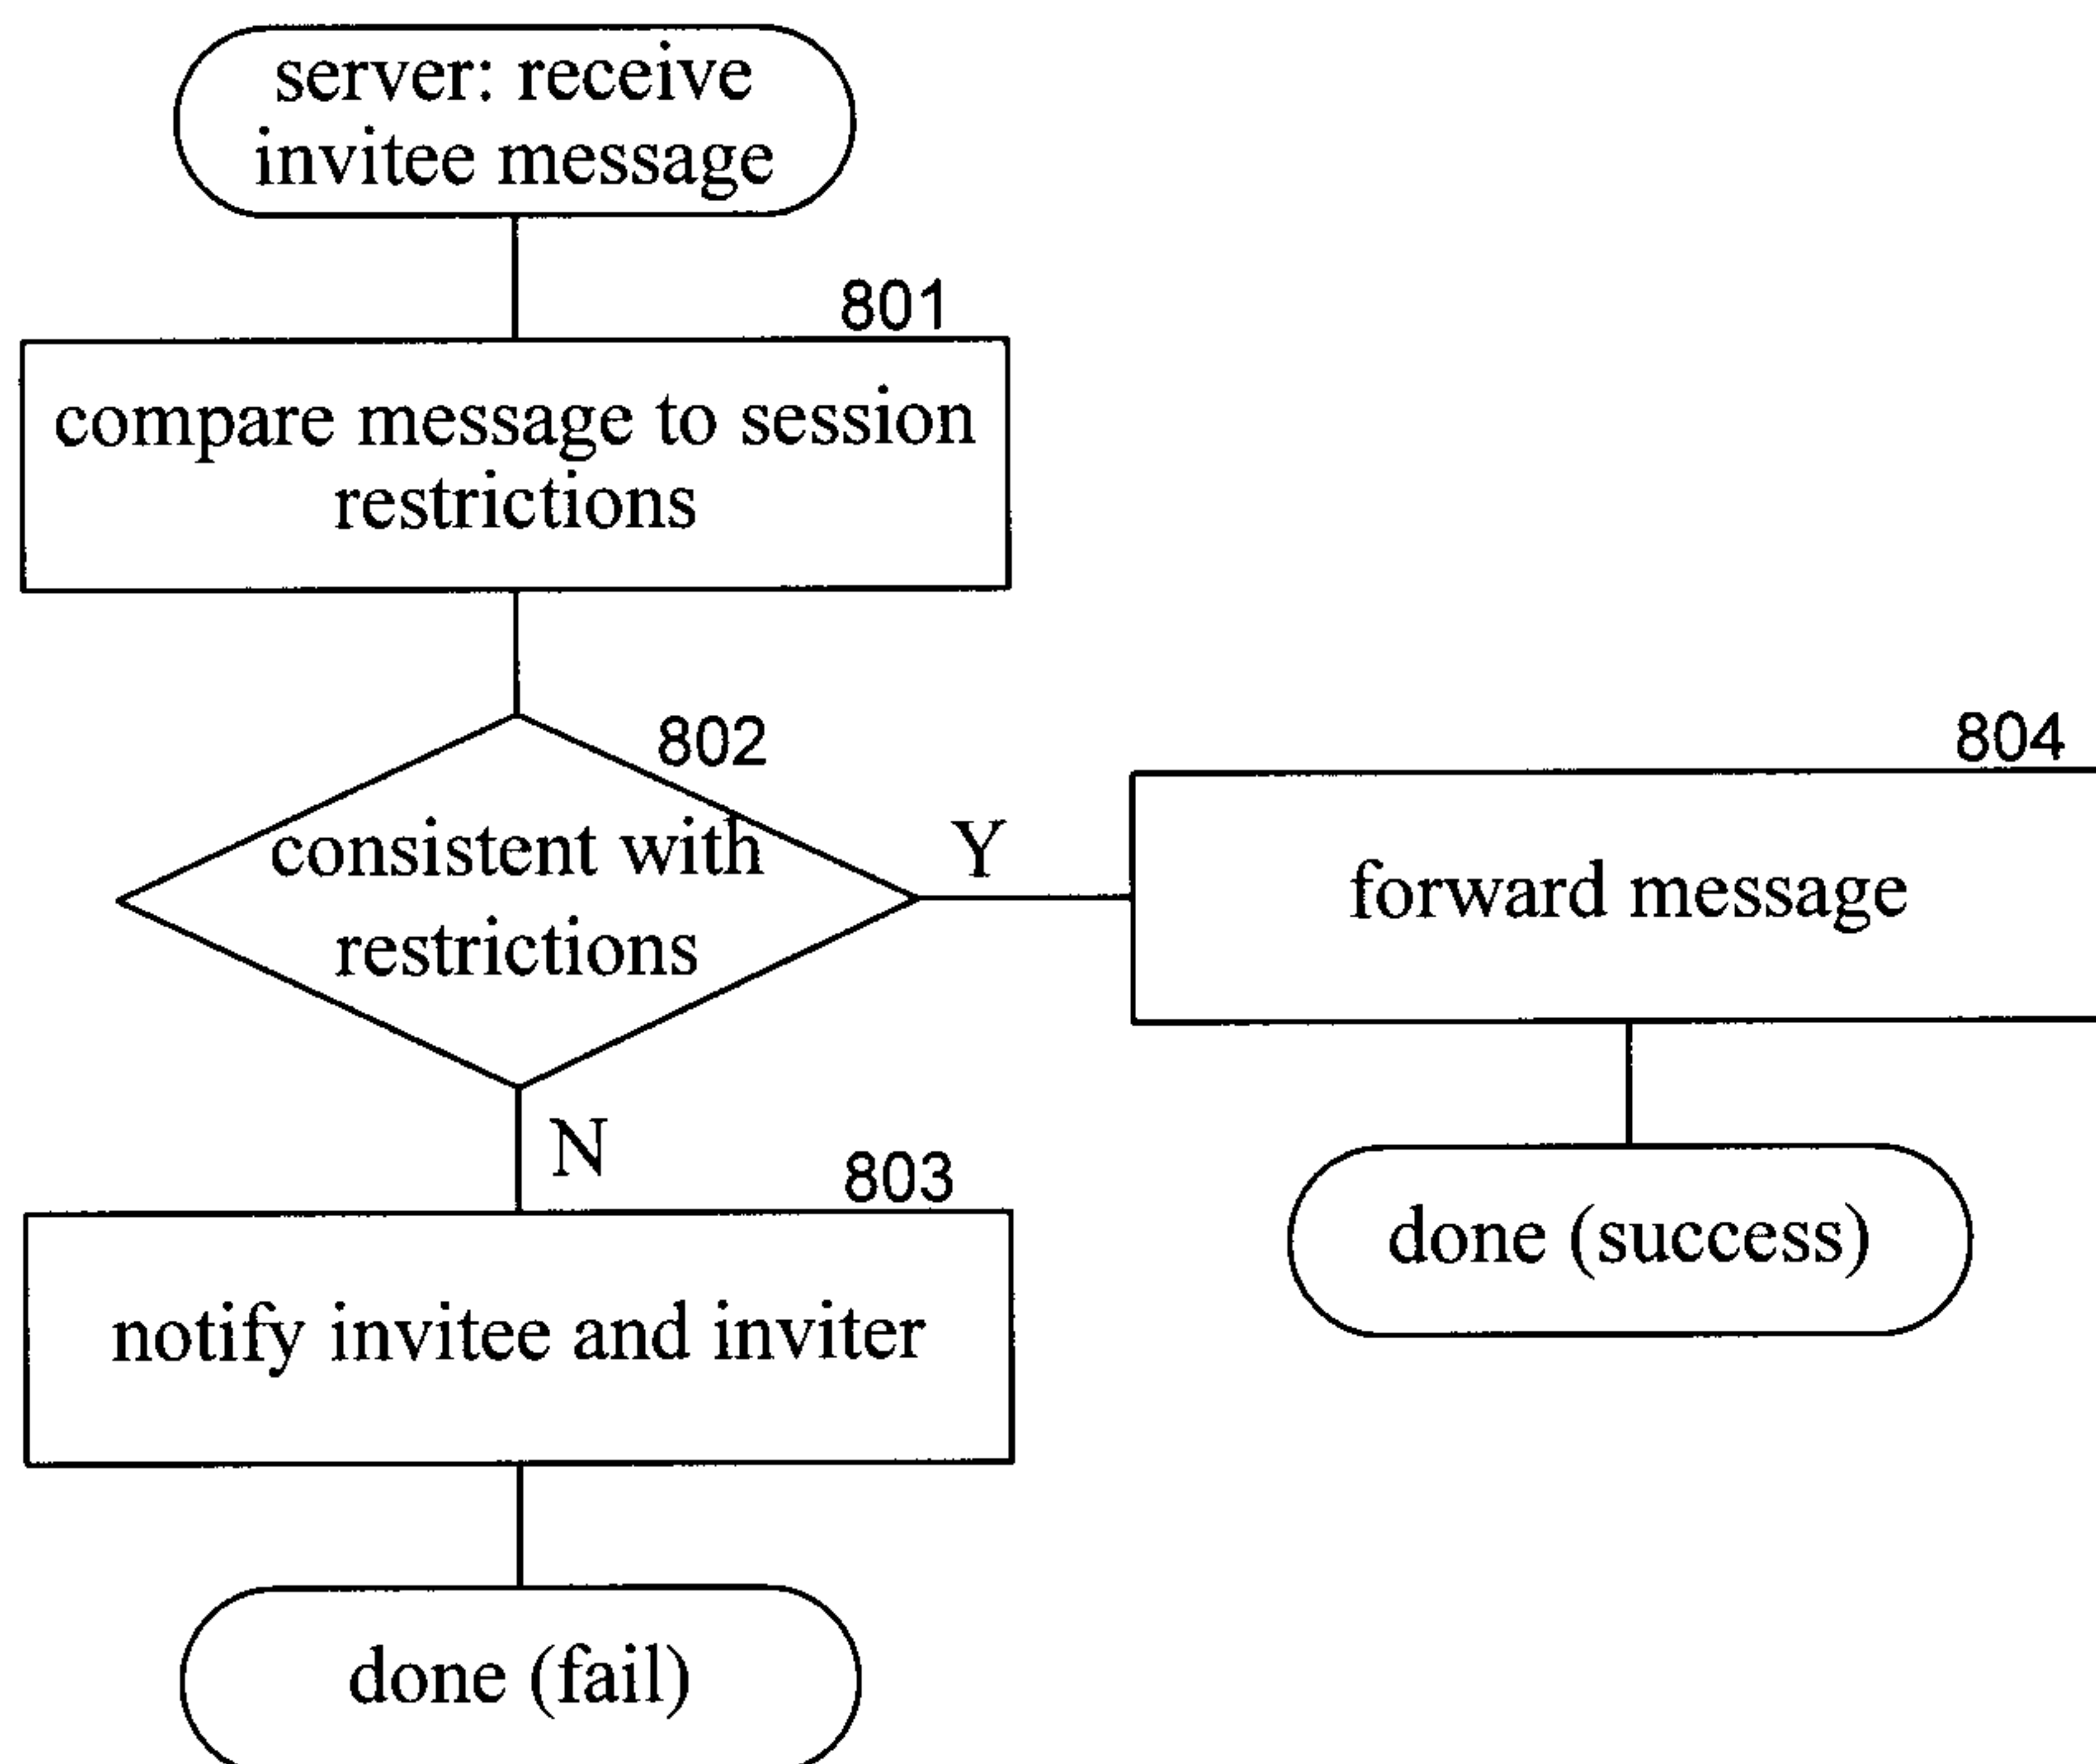 server: receive
invitee message
801
compare message to session
restrictions
802
consistent with
restrictions
Y
804
forward message
done (success)
N
803
notify invitee and inviter
done (fail)